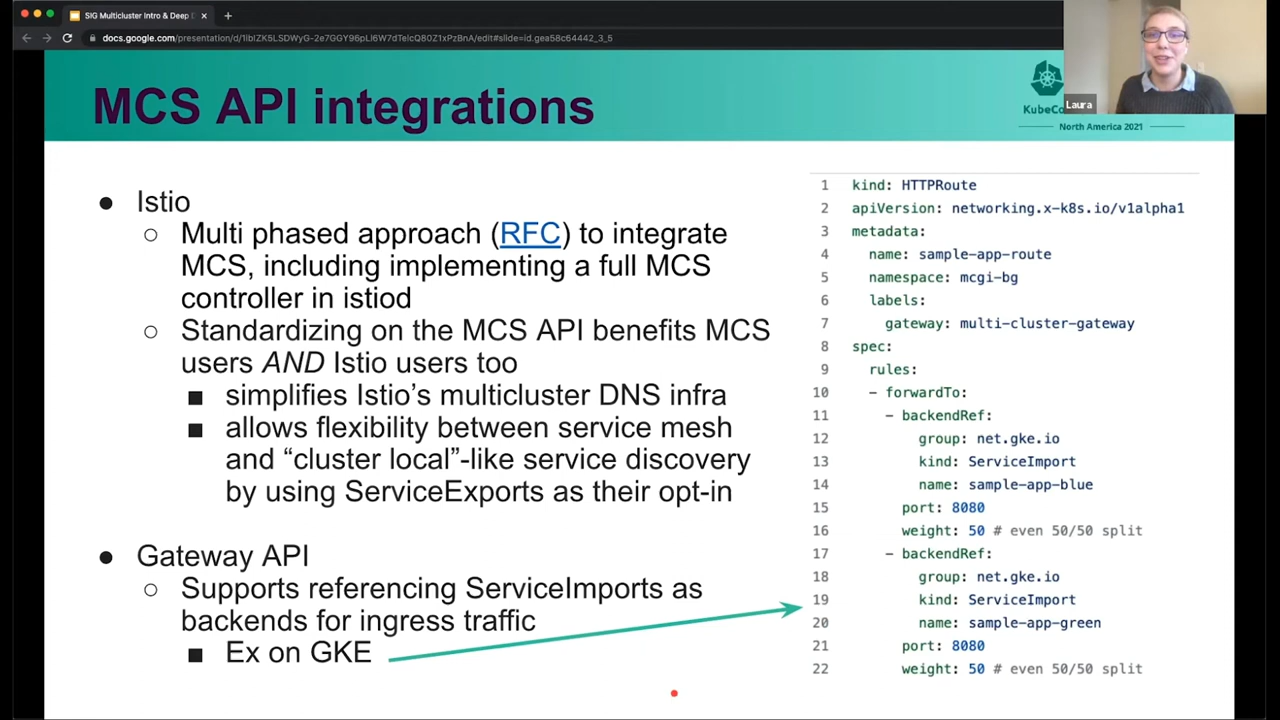 SIG Multicluster Intro & Deep
docs.google.com/presentation/d/1IbIZK5LSDWyG-2e7GGY96pLI6W7dTelcQ80Z1xPzBnA/edit#slide=id.gea58c64442_3_5
MCS API integrations
KubeCo
North America 2021
Laura
● Istio
○ Multi phased approach (RFC) to integrate
MCS, including implementing a full MCS
controller in istiod
○ Standardizing on the MCS API benefits MCS
users AND Istio users too
■ simplifies Istio’s multicluster DNS infra
■ allows flexibility between service mesh
and “cluster local”-like service discovery
by using ServiceExports as their opt-in
● Gateway API
○ Supports referencing ServiceImports as
backends for ingress traffic
■ Ex on GKE
1 kind: HTTPRoute
2 apiVersion: networking.x-k8s.io/v1alpha1
3 metadata:
4 name: sample-app-route
5 namespace: mcgi-bg
6 labels:
7 gateway: multi-cluster-gateway
8 spec:
9 rules:
10 - forwardTo:
11 - backendRef:
12 group: net.gke.io
13 kind: ServiceImport
14 name: sample-app-blue
15 port: 8080
16 weight: 50 # even 50/50 split
17 - backendRef:
18 group: net.gke.io
19 kind: ServiceImport
20 name: sample-app-green
21 port: 8080
22 weight: 50 # even 50/50 split